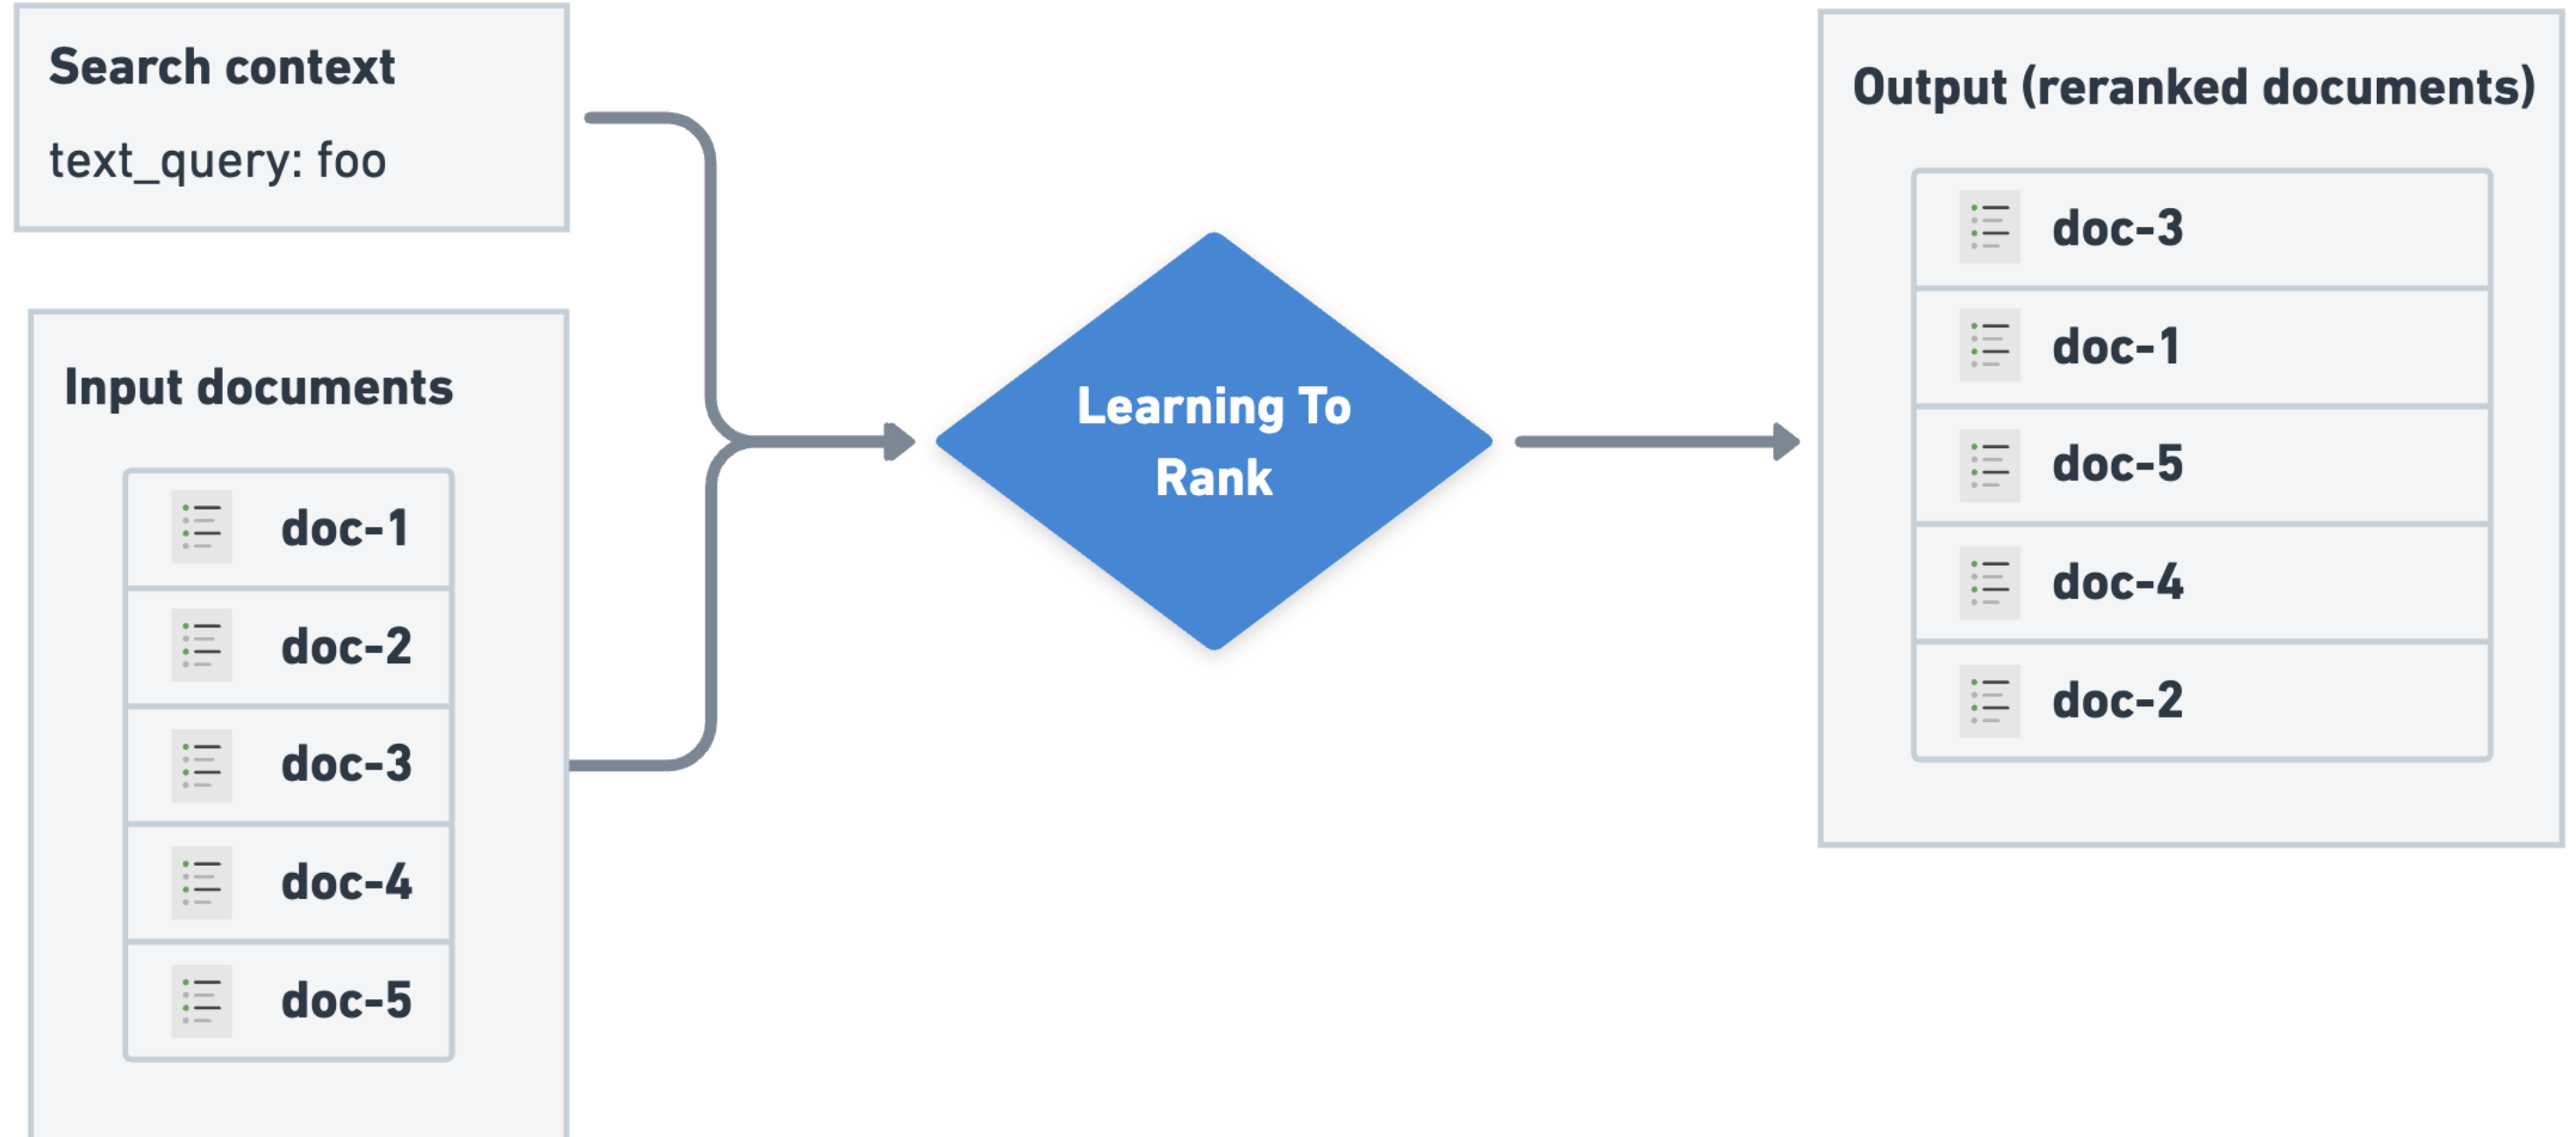 Search context
text_query: foo
Input documents
doc-1
doc-2
doc-3
doc-4
doc-5
Learning To
Rank
Output (reranked documents)
doc-3
doc-1
doc-5
doc-4
doc-2